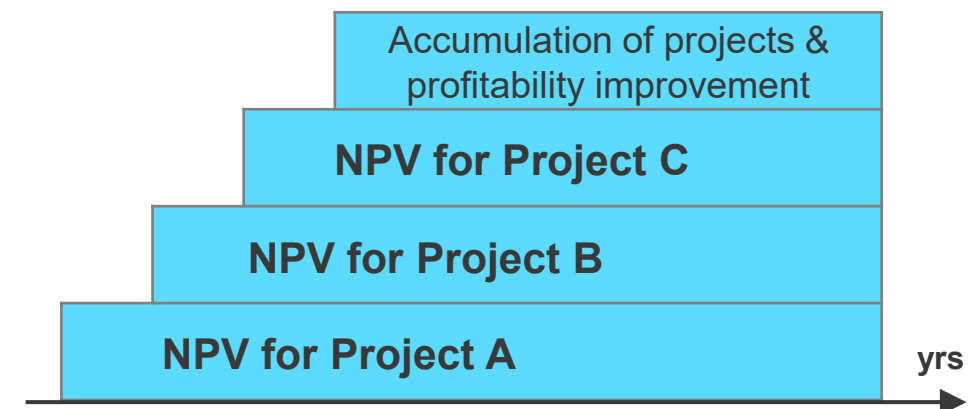 Accumulation of projects &
profitability improvement
NPV for Project C
NPV for Project B
NPV for Project A
yrs